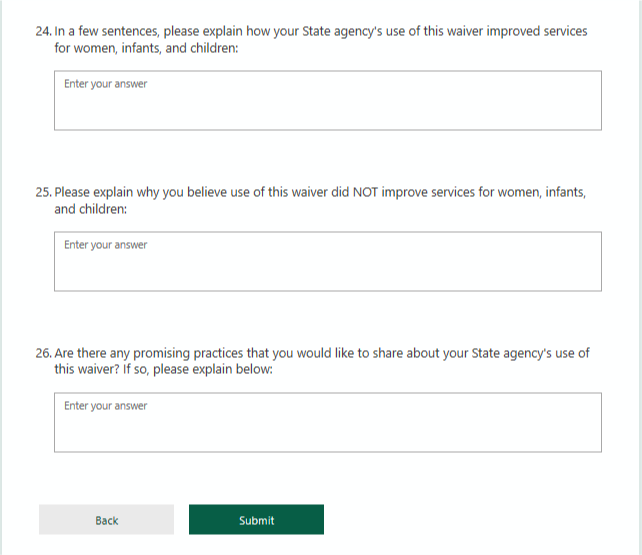 24. In a few sentences, please explain how your State agency's use of this waiver improved services
for women, infants, and children:
Enter your answer
25. Please explain why you believe use of this waiver did NOT improve services for women, infants,
and children:
Enter your answer
26. Are there any promising practices that you would like to share about your State agency's use of
this waiver? If so, please explain below:
Enter your answer
Back
Submit